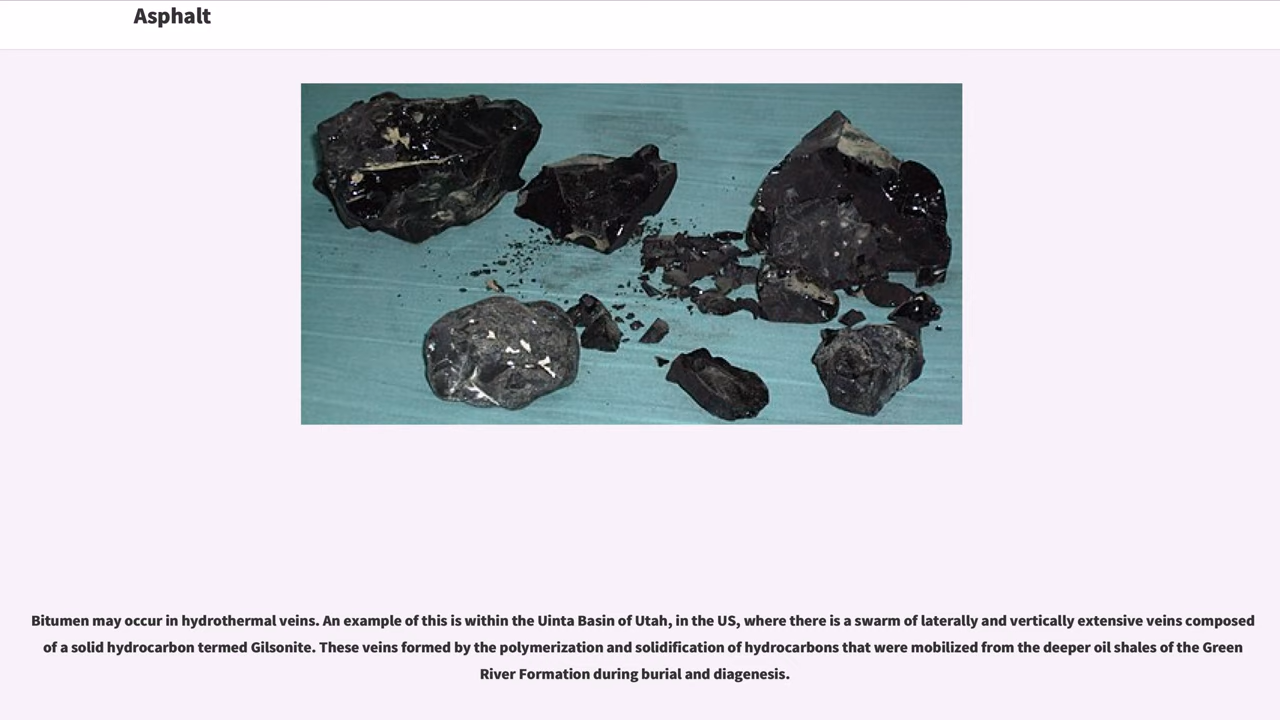 Asphalt
Bitumen may occur in hydrothermal veins. An example of this is within the Uinta Basin of Utah, in the US, where there is a swarm of laterally and vertically extensive veins composed
of a solid hydrocarbon termed Gilsonite. These veins formed by the polymerization and solidification of hydrocarbons that were mobilized from the deeper oil shales of the Green
River Formation during burial and diagenesis.